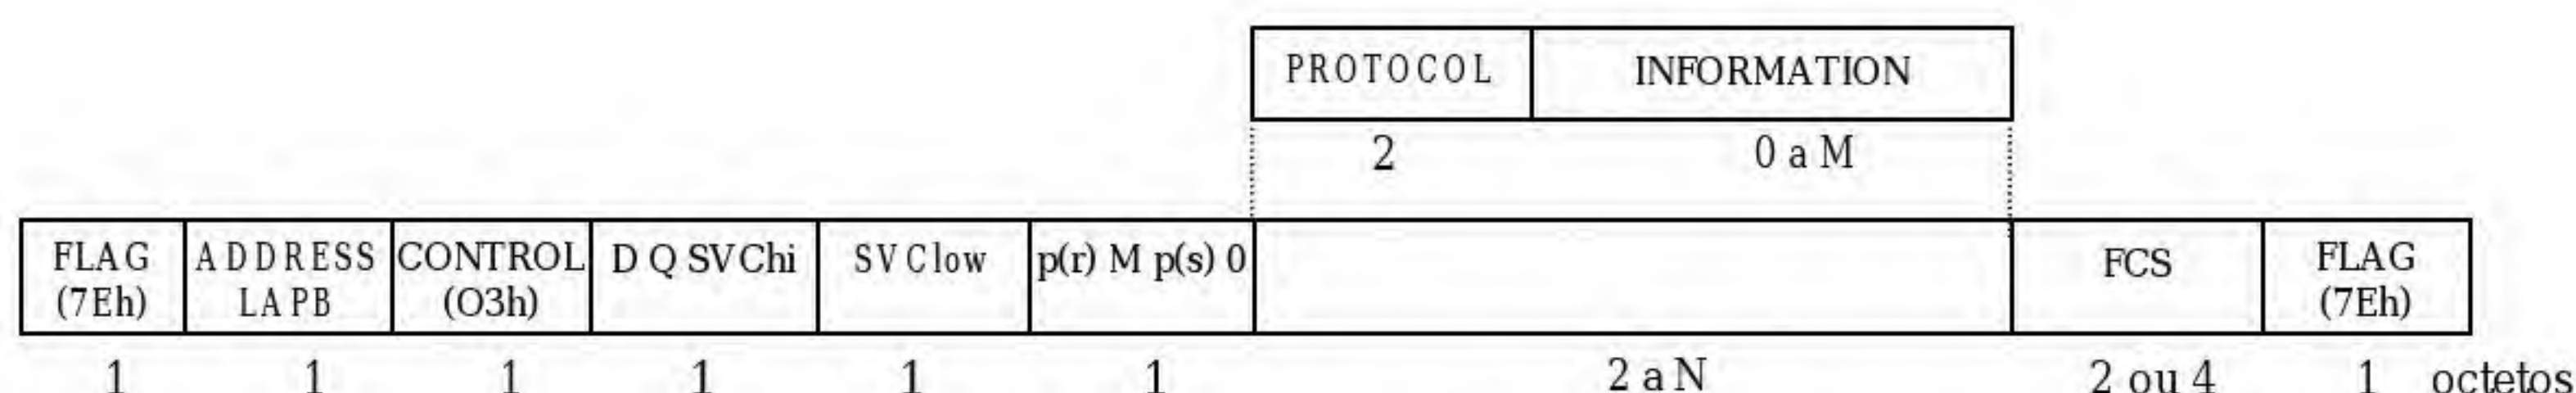 PROTOCOL INFORMATION
2 0 a M
FLAG ADDRESS CONTROL D Q SVChi SVClow p(r) M p(s) 0 FCS FLAG
(7Eh) LAPB (O3h) (7Eh)
1 1 1 1 1 1 2 a N 2 ou 4 1 octetos